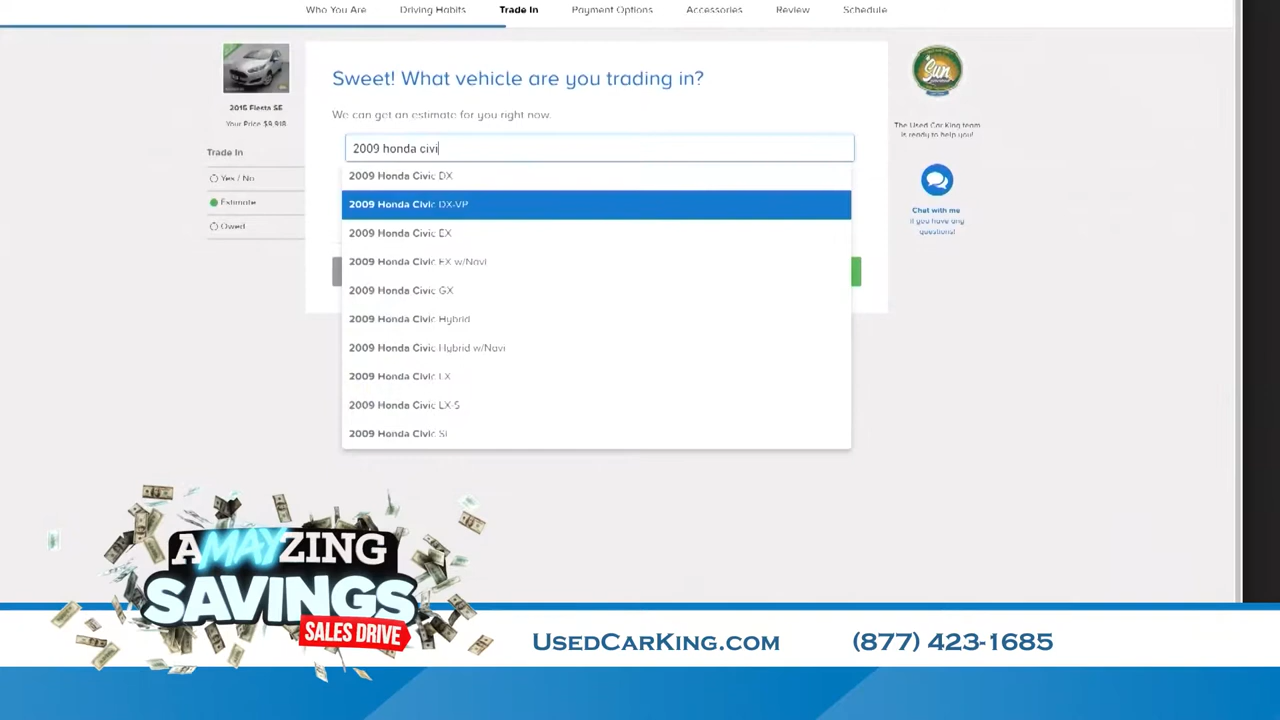 Who You Are Driving Habits Trade In Payment Options Accessories Review Schedule
Sweet! What vehicle are you trading in?
We can get an estimate for you right now.
2009 honda civi
2009 Honda Civic DX
2009 Honda Civic DX-VP
2009 Honda Civic EX
2009 Honda Civic EX w/Navi
2009 Honda Civic GX
2009 Honda Civic Hybrid
2009 Honda Civic Hybrid w/Navi
2009 Honda Civic LX
2009 Honda Civic LX-S
2009 Honda Civic Si
2016 Fiesta SE
Your Price $9,918
Trade In
Yes / No
Estimate
Owed
Sun
The Used Car King team
is ready to help you!
Chat with me
if you have any
questions!
AMAYZING
SAVINGS
SALES DRIVE
USEDCARKING.COM (877) 423-1685